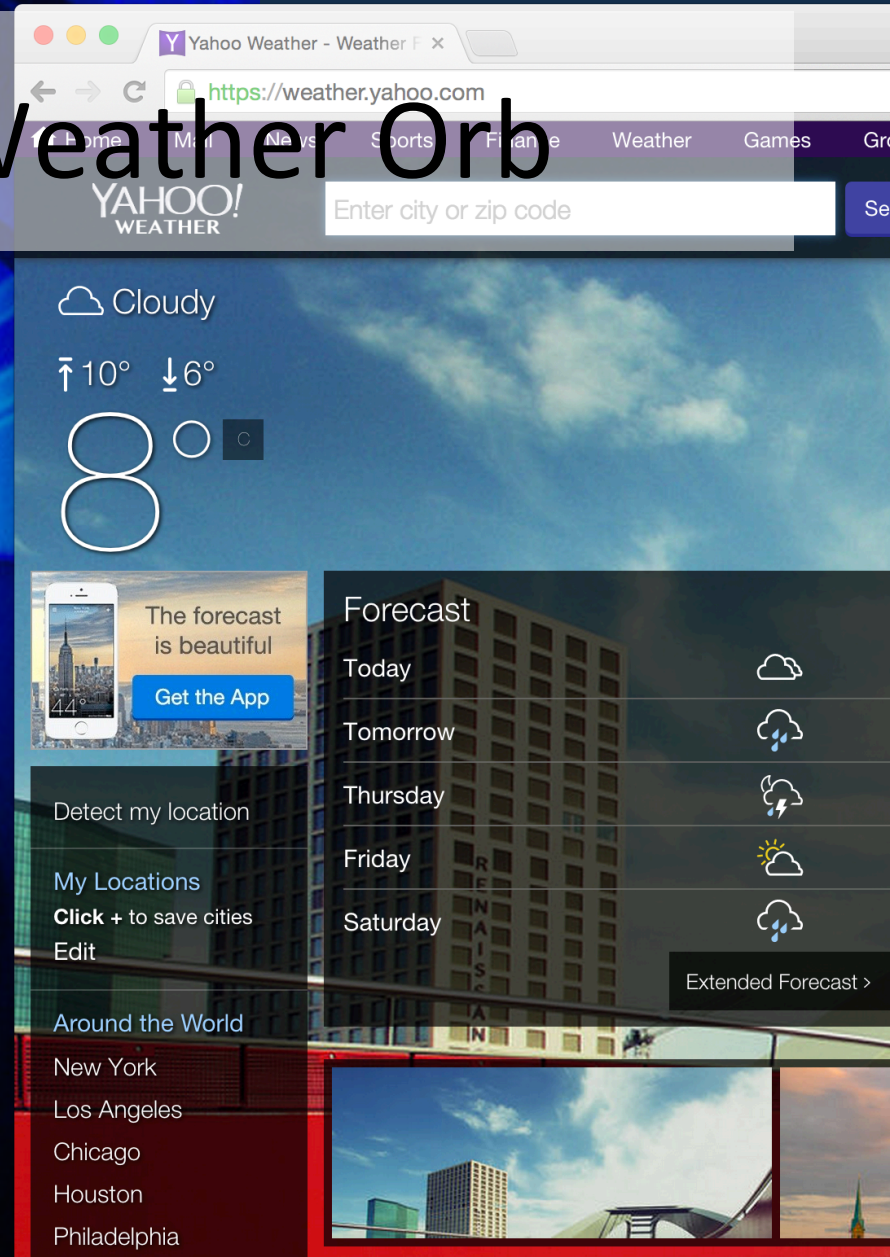 Yahoo Weather - Weather F
https://weather.yahoo.com
Weather Orb
Home Mail News Sports Finance Weather Games Gro
YAHOO!
WEATHER
Enter city or zip code
Se
Cloudy
10° 6°
8° C
The forecast
is beautiful
Get the App
44°
Forecast
Today
Tomorrow
Thursday
Friday
Saturday
Extended Forecast >
RENAISSAN
Detect my location
My Locations
Click + to save cities
Edit
Around the World
New York
Los Angeles
Chicago
Houston
Philadelphia